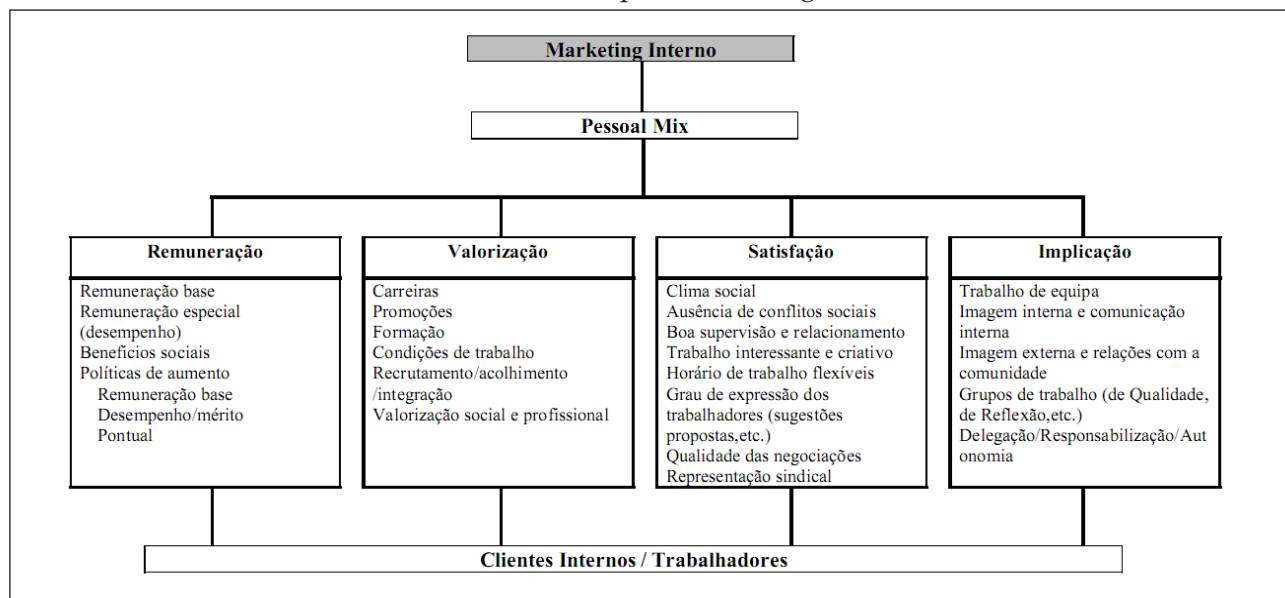 Marketing Interno
Pessoal Mix
Remuneração
Remuneração base
Remuneração especial
(desempenho)
Benefícios sociais
Políticas de aumento
Remuneração base
Desempenho/mérito
Pontual
Valorização
Carreiras
Promoções
Formação
Condições de trabalho
Recrutamento/acolhimento
/integração
Valorização social e profissional
Satisfação
Clima social
Ausência de conflitos sociais
Boa supervisão e relacionamento
Trabalho interessante e criativo
Horário de trabalho flexíveis
Grau de expressão dos
trabalhadores (sugestões
propostas,etc.)
Qualidade das negociações
Representação sindical
Implicação
Trabalho de equipa
Imagem interna e comunicação
interna
Imagem externa e relações com a
comunidade
Grupos de trabalho (de Qualidade,
de Reflexão,etc.)
Delegação/Responsabilização/Aut
onomia
Clientes Internos / Trabalhadores